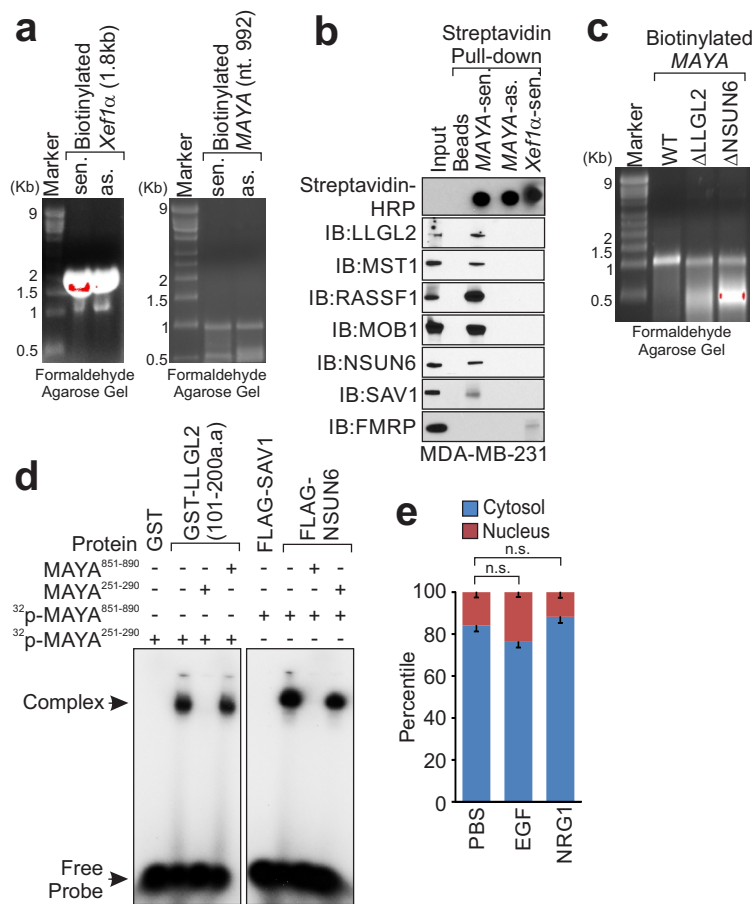 a
Biotinylated
Xef1α (1.8kb)
Marker
sen.
as.
(Kb)
9
2
1.5
1
0.5
Formaldehyde
Agarose Gel
Biotinylated
MAYA (nt. 992)
Marker
sen.
as.
9
2
1.5
1
0.5
Formaldehyde
Agarose Gel
b
Streptavidin
Pull-down
Input
Beads
MAYA-sen.
MAYA-as.
Xef1α-sen.
Streptavidin-
HRP
IB:LLGL2
IB:MST1
IB:RASSF1
IB:MOB1
IB:NSUN6
IB:SAV1
IB:FMRP
MDA-MB-231
c
Biotinylated
MAYA
Marker
WT
ΔLLGL2
ΔNSUN6
(Kb)
9
2
1.5
1
0.5
Formaldehyde
Agarose Gel
d
Protein
GST
GST-LLGL2
(101-200a.a)
FLAG-SAV1
FLAG-
NSUN6
MAYA⁸⁵¹⁻⁸⁹⁰ - - - + - - + -
MAYA²⁵¹⁻²⁹⁰ - - + - - - - +
³²p-MAYA⁸⁵¹⁻⁸⁹⁰ - - - - + + + +
³²p-MAYA²⁵¹⁻²⁹⁰ + + + + - - - -
Complex
Free
Probe
e
Cytosol
Nucleus
n.s.
n.s.
Percentile
100
80
60
40
20
0
PBS
EGF
NRG1